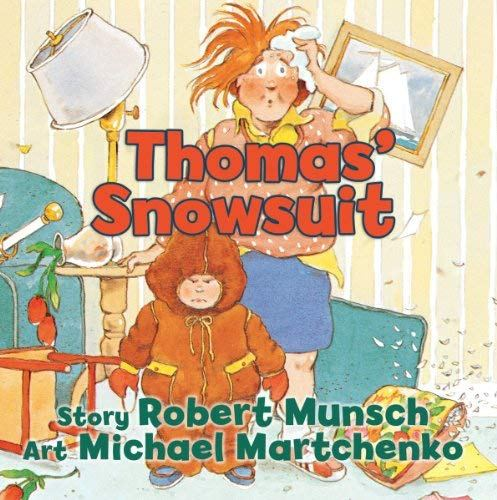 Thomas'
Snowsuit
Story Robert Munsch
Art Michael Martchenko